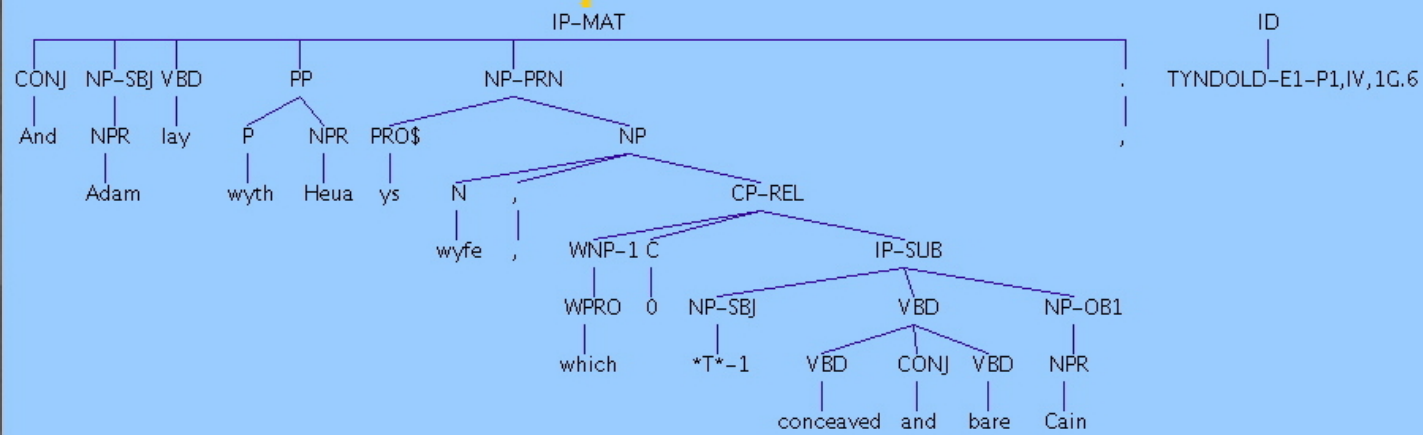 IP-MAT ID
CONJ NP-SBJ VBD PP NP-PRN . TYNDOLD-E1-P1,IV,1G.6
And NPR lay P NPR PRO$ NP ,
Adam wyth Heua ys N , CP-REL
wyfe , WNP-1 C IP-SUB
WPRO 0 NP-SBJ VBD NP-OB1
which *T*-1 VBD CONJ VBD NPR
conceaved and bare Cain